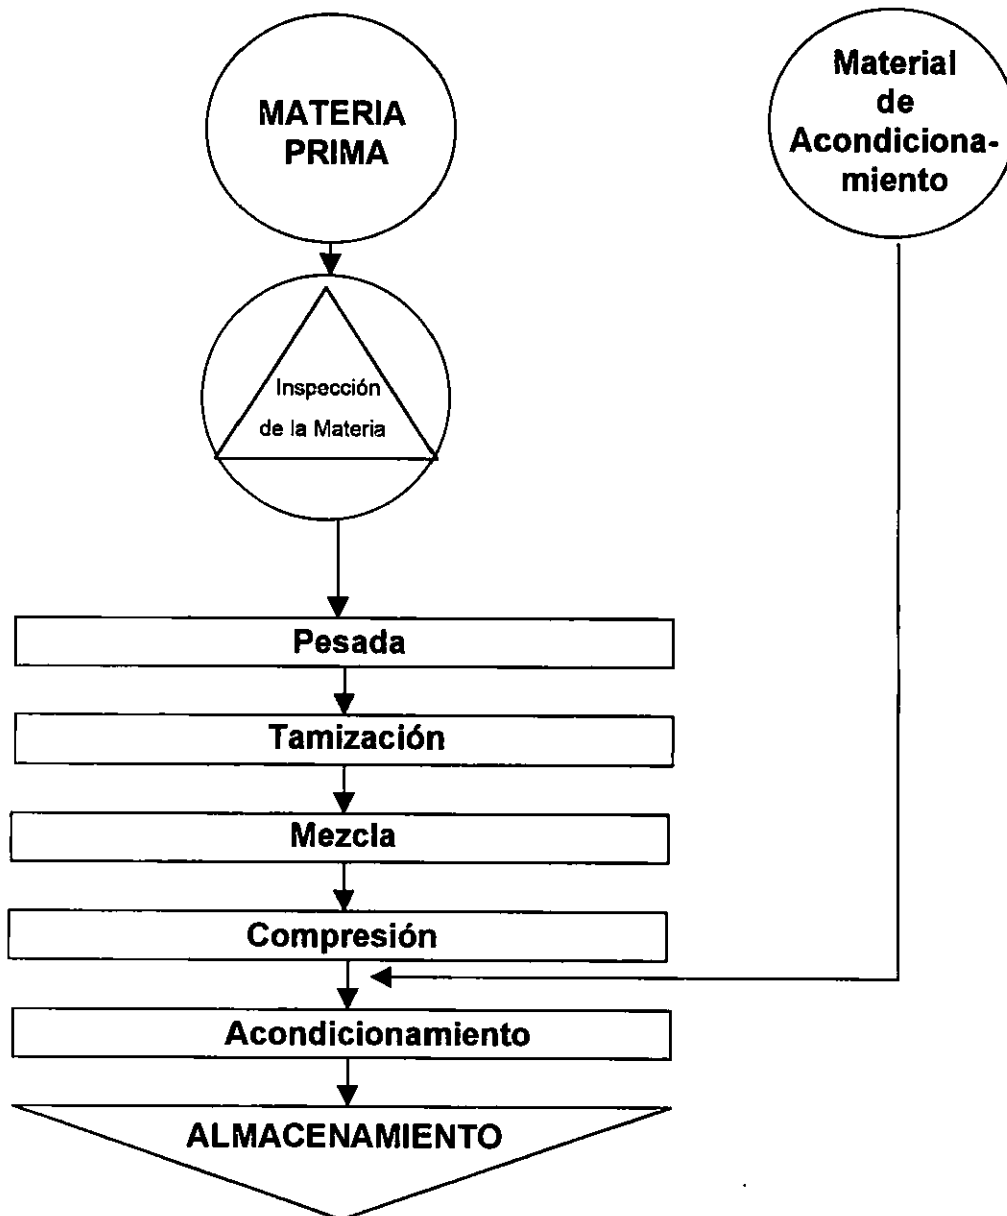 MATERIA
PRIMA
Material
de
Acondiciona-
miento
Inspección
de la Materia
Pesada
Tamización
Mezcla
Compresión
Acondicionamiento
ALMACENAMIENTO